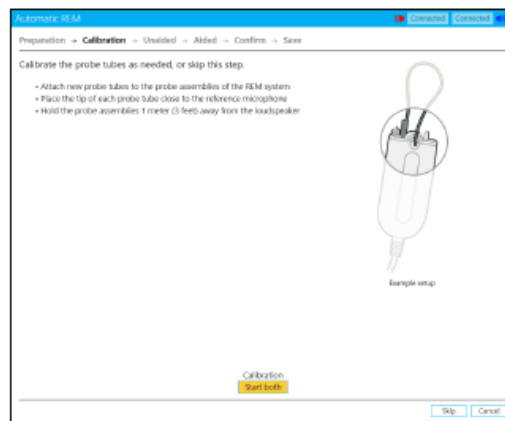 Automatic REM
Connected Connected
Preparation → Calibration → Unaided → Aided → Confirm → Save
Calibrate the probe tubes as needed, or skip this step.
• Attach new probe tubes to the probe assemblies of the REM system
• Place the tip of each probe tube close to the reference microphone
• Hold the probe assemblies 1 meter (3 feet) away from the loudspeaker
Example setup
Calibration
Start both
Skip Cancel